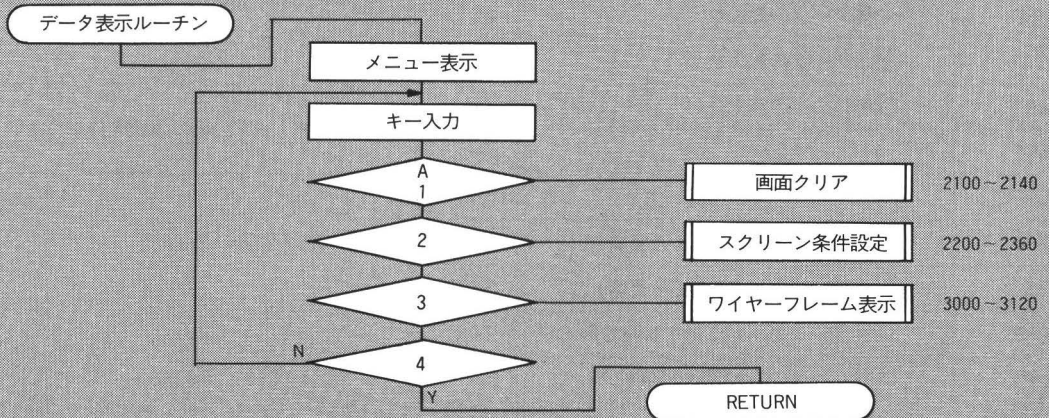 データ表示ルーチン
メニュー表示
キー入力
A
1
画面クリア
2100~2140
2
スクリーン条件設定
2200~2360
3
ワイヤーフレーム表示
3000~3120
N
4
Y
RETURN